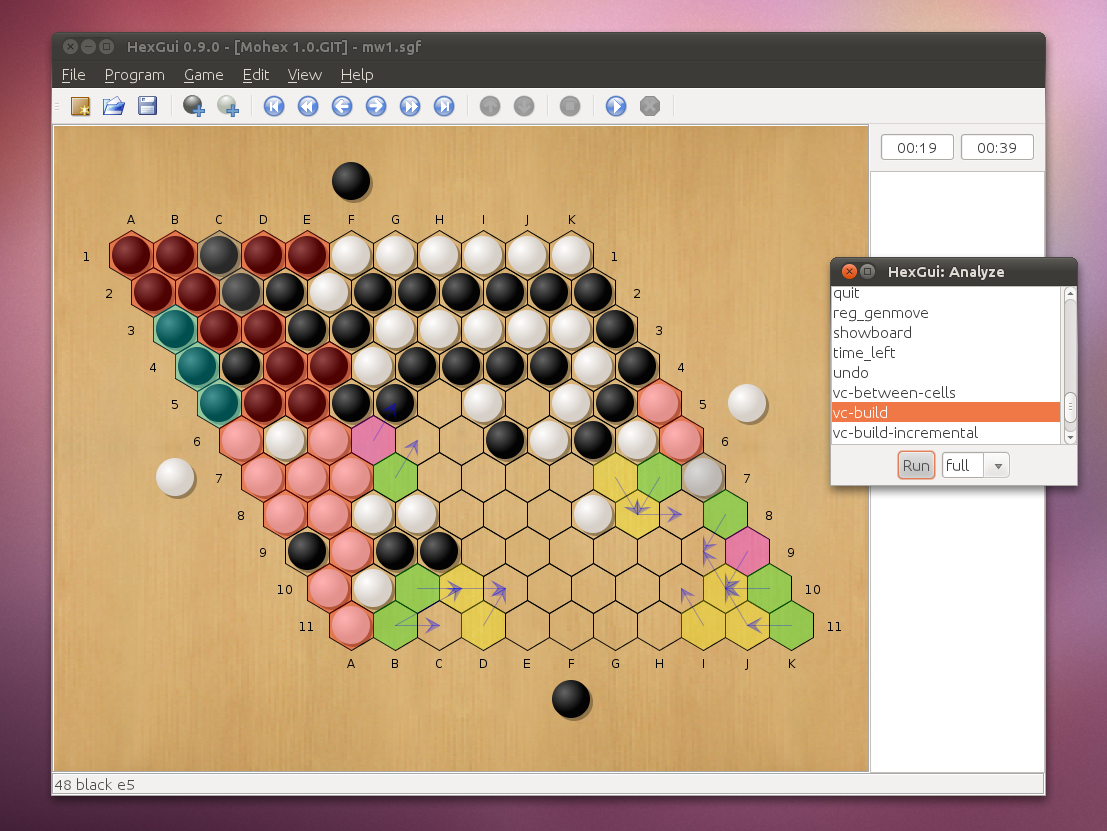 HexGui 0.9.0 - [Mohex 1.0.GIT] - mw1.sgf
File Program Game Edit View Help
00:19 00:39
A B C D E F G H I J K
1 1
2 2
3 3
4 4
5 5
6 6
7 7
8 8
9 9
10 10
11 11
A B C D E F G H I J K
HexGui: Analyze
quit
reg_genmove
showboard
time_left
undo
vc-between-cells
vc-build
vc-build-incremental
Run full
48 black e5